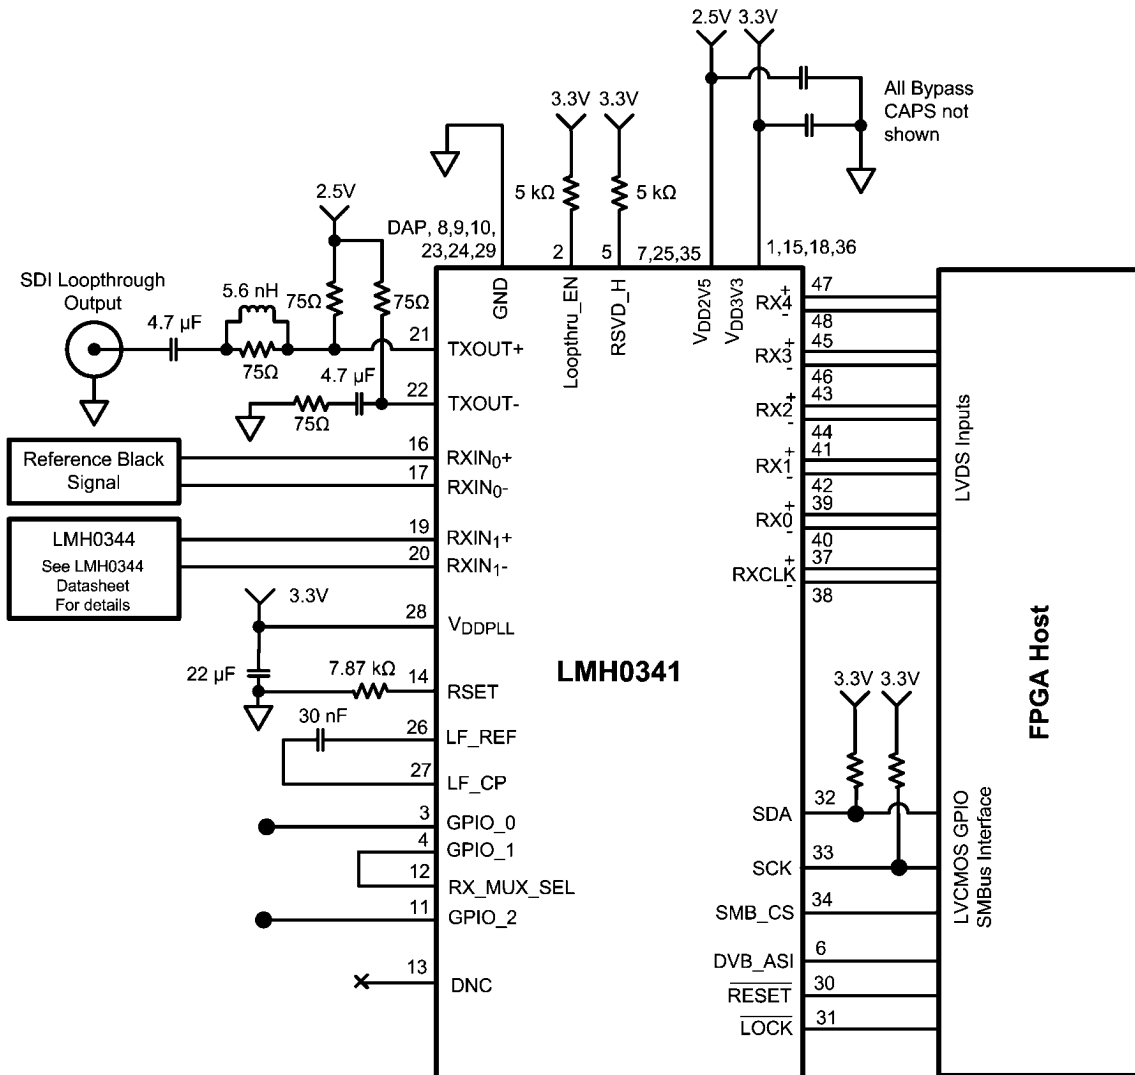 2.5V 3.3V
All Bypass
CAPS not
shown
3.3V 3.3V
5 kΩ 5 kΩ
2.5V
DAP, 8,9,10,
23,24,29
2 5 7,25,35 1,15,18,36
GND
Loopthru_EN
RSVD_H
VDD2V5
VDD3V3
SDI Loopthrough
Output
4.7 µF
5.6 nH
75Ω
75Ω
75Ω
21 TXOUT+
4.7 µF
75Ω
22 TXOUT-
Reference Black
Signal
16 RXIN0+
17 RXIN0-
LMH0344
See LMH0344
Datasheet
For details
19 RXIN1+
20 RXIN1-
3.3V
28 VDDPLL
22 µF
7.87 kΩ
14 RSET
30 nF
26 LF_REF
27 LF_CP
3 GPIO_0
4 GPIO_1
12 RX_MUX_SEL
11 GPIO_2
13 DNC
LMH0341
RX4 + - 47 48
RX3 + - 45 46
RX2 + - 43 44
RX1 + - 41 42
RX0 + - 39 40
RXCLK + - 37 38
3.3V 3.3V
SDA 32
SCK 33
SMB_CS 34
DVB_ASI 6
RESET 30
LOCK 31
LVDS Inputs
FPGA Host
LVCMOS GPIO
SMBus Interface